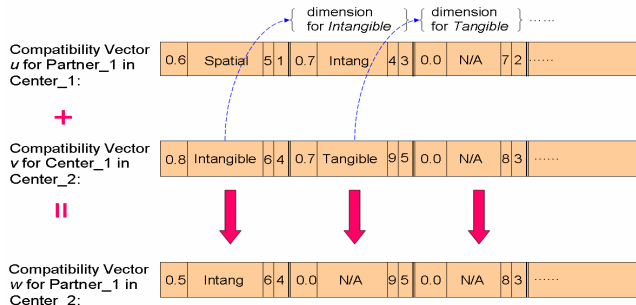 dimension for Intangible
dimension for Tangible
······
Compatibility Vector u for Partner_1 in Center_1:
0.6 Spatial 5 1 0.7 Intang 4 3 0.0 N/A 7 2 ······
+
Compatibility Vector v for Center_1 in Center_2:
0.8 Intangible 6 4 0.7 Tangible 9 5 0.0 N/A 8 3 ······
=
Compatibility Vector w for Partner_1 in Center_2:
0.5 Intang 6 4 0.0 N/A 9 5 0.0 N/A 8 3 ······